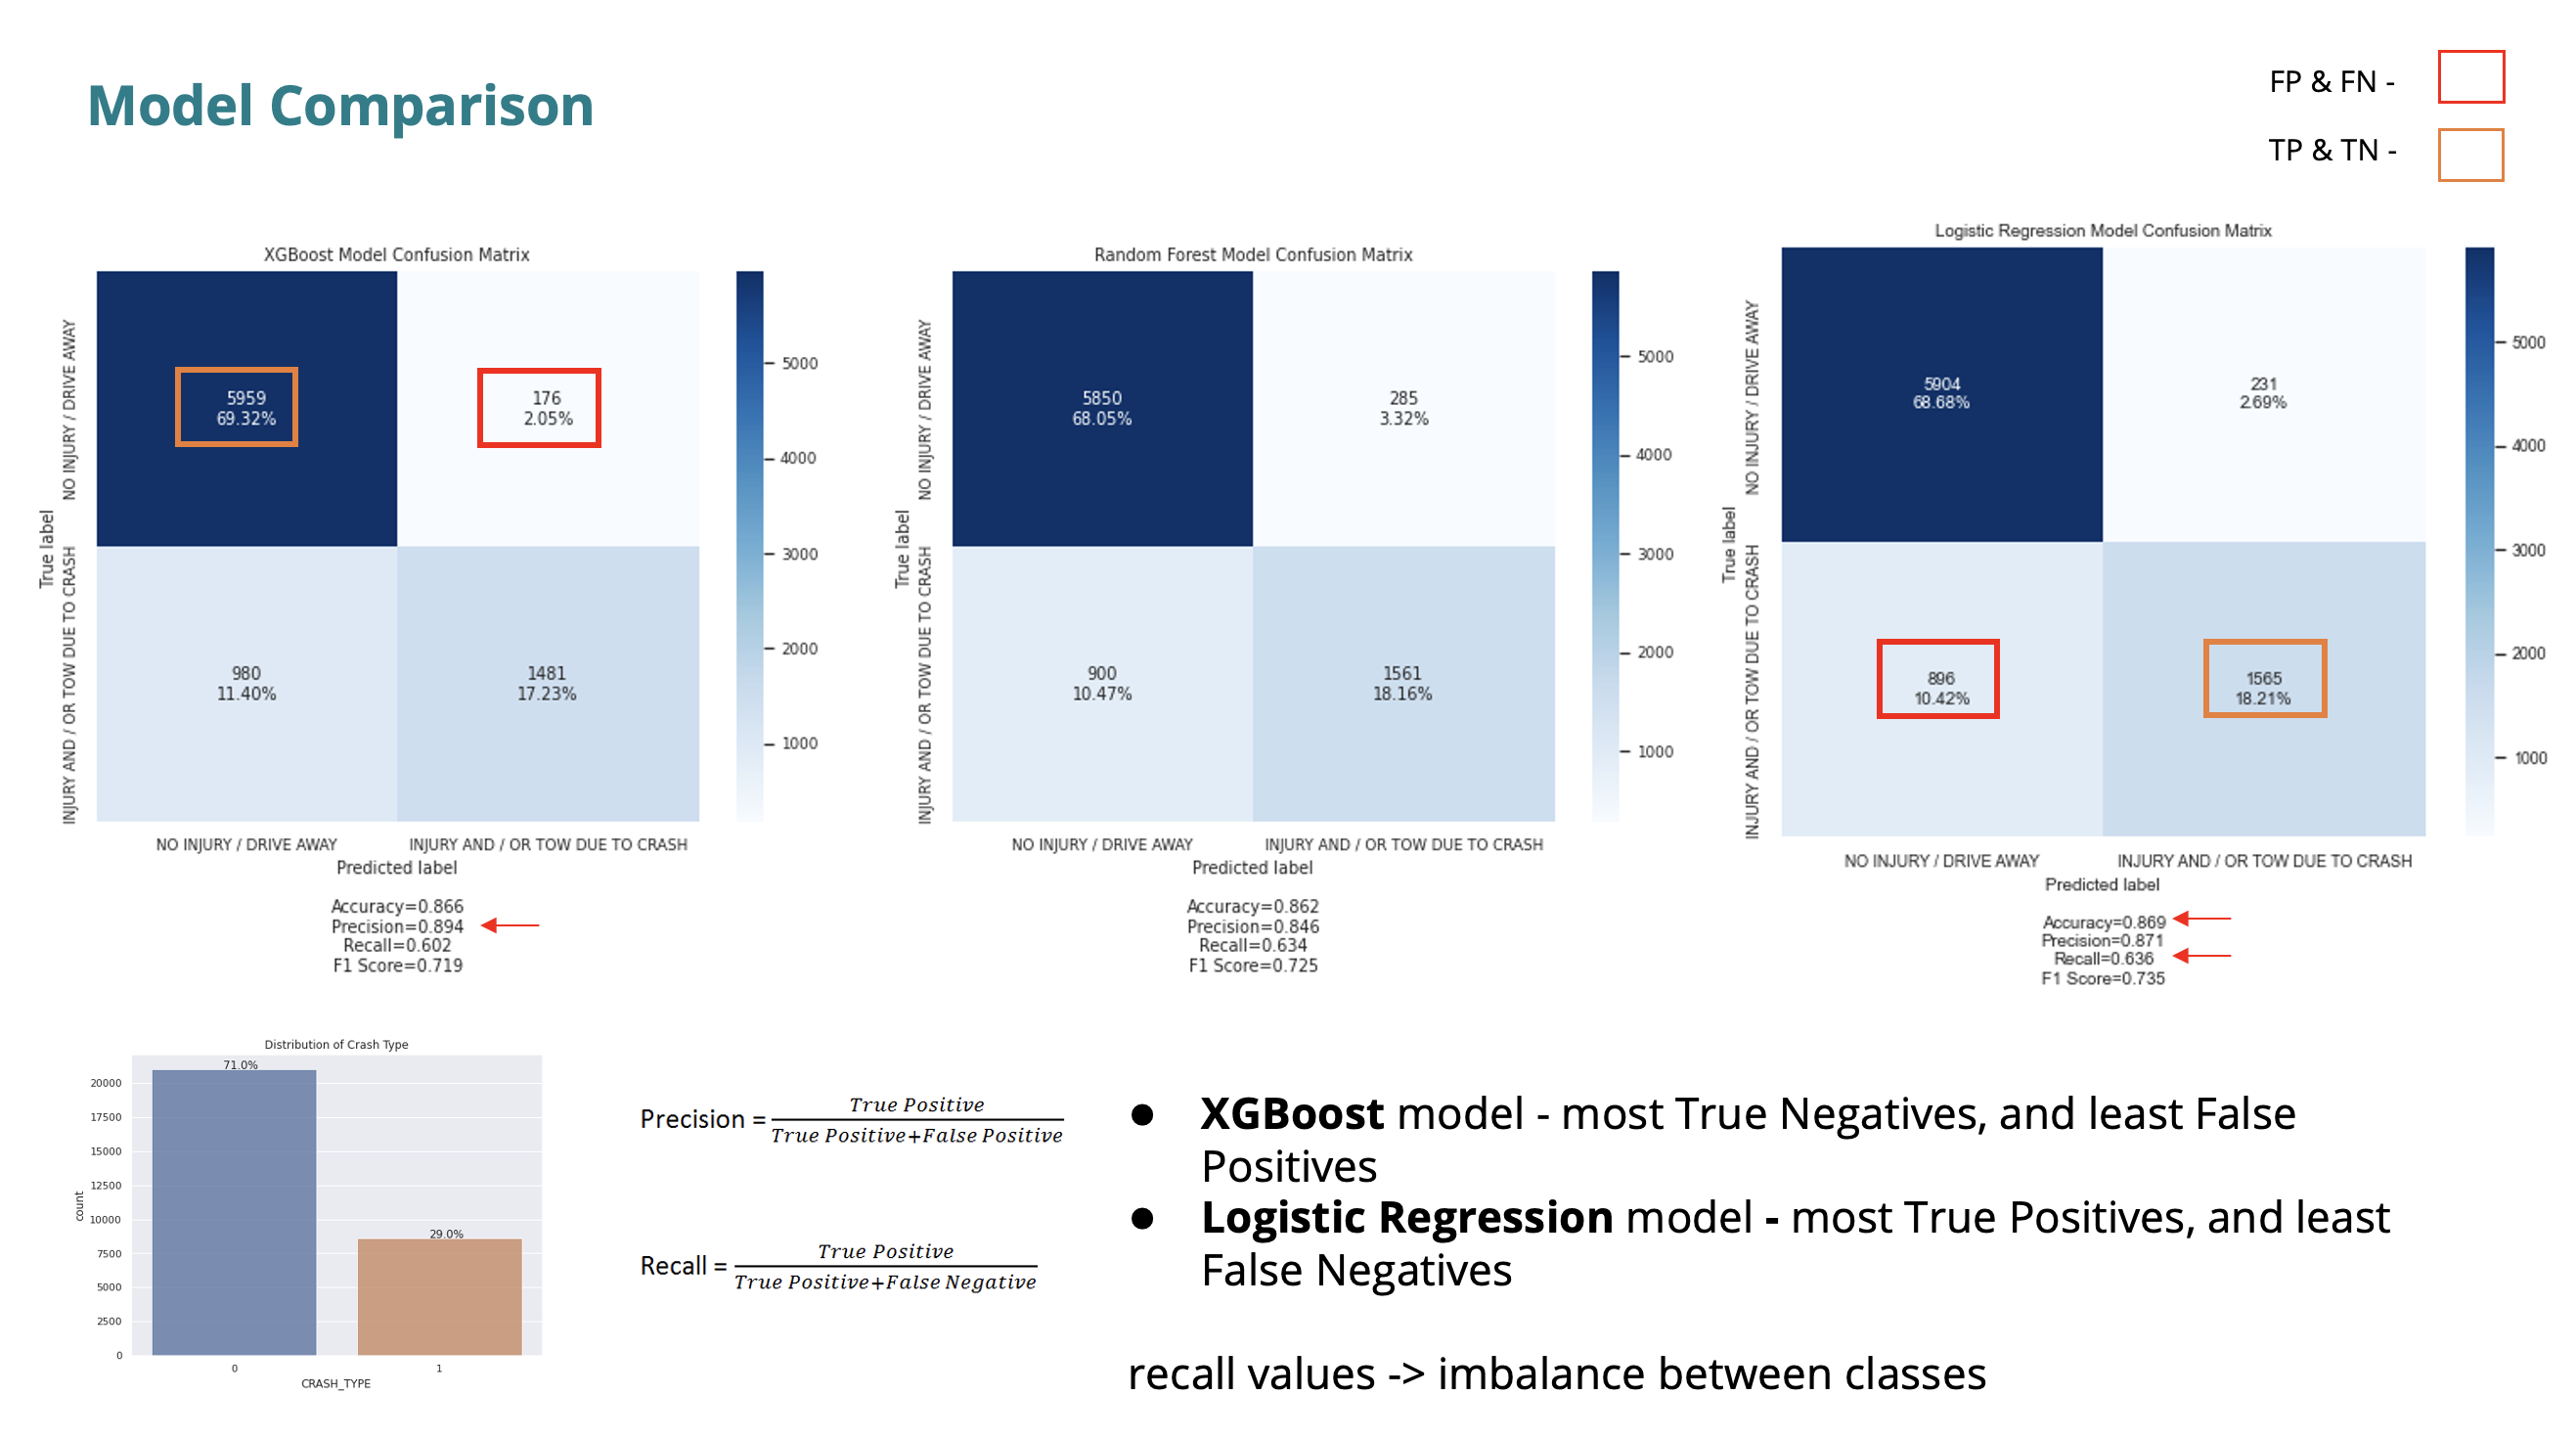 Model Comparison
FP & FN -
TP & TN -
XGBoost Model Confusion Matrix
True label
NO INJURY / DRIVE AWAY
INJURY AND / OR TOW DUE TO CRASH
5959
69.32%
176
2.05%
980
11.40%
1481
17.23%
5000
4000
3000
2000
1000
NO INJURY / DRIVE AWAY
INJURY AND / OR TOW DUE TO CRASH
Predicted label
Accuracy=0.866
Precision=0.894
Recall=0.602
F1 Score=0.719
Random Forest Model Confusion Matrix
True label
NO INJURY / DRIVE AWAY
INJURY AND / OR TOW DUE TO CRASH
5850
68.05%
285
3.32%
900
10.47%
1561
18.16%
5000
4000
3000
2000
1000
NO INJURY / DRIVE AWAY
INJURY AND / OR TOW DUE TO CRASH
Predicted label
Accuracy=0.862
Precision=0.846
Recall=0.634
F1 Score=0.725
Logistic Regression Model Confusion Matrix
True label
NO INJURY / DRIVE AWAY
INJURY AND / OR TOW DUE TO CRASH
5904
68.68%
231
2.69%
896
10.42%
1565
18.21%
5000
4000
3000
2000
1000
NO INJURY / DRIVE AWAY
INJURY AND / OR TOW DUE TO CRASH
Predicted label
Accuracy=0.869
Precision=0.871
Recall=0.636
F1 Score=0.735
Distribution of Crash Type
71.0%
29.0%
20000
17500
15000
12500
10000
7500
5000
2500
0
count
0
1
CRASH_TYPE
Precision = True Positive
True Positive+False Positive
Recall = True Positive
True Positive+False Negative
● XGBoost model - most True Negatives, and least False
Positives
● Logistic Regression model - most True Positives, and least
False Negatives
recall values -> imbalance between classes